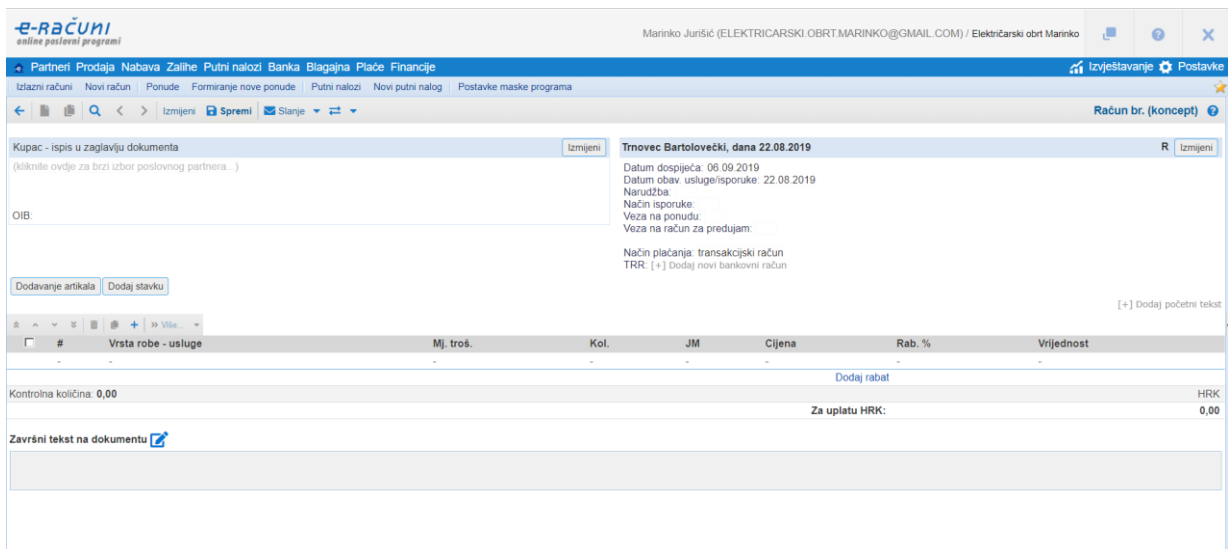 e-RAČUNI
online poslovni programi
Marinko Jurišić (ELEKTRICARSKI.OBRT.MARINKO@GMAIL.COM) / Električarski obrt Marinko
Partneri Prodaja Nabava Zalihe Putni nalozi Banka Blagajna Plaće Financije
Izvještavanje Postavke
Izlazni računi Novi račun Ponude Formiranje nove ponude Putni nalozi Novi putni nalog Postavke maske programa
Izmijeni Spremi Slanje
Račun br. (koncept)
Kupac - ispis u zaglavlju dokumenta Izmijeni
(kliknite ovdje za brzi izbor poslovnog partnera...)
OIB:
Trnovec Bartolovečki, dana 22.08.2019 R Izmijeni
Datum dospijeća: 06.09.2019
Datum obav. usluge/isporuke: 22.08.2019
Narudžba:
Način isporuke:
Veza na ponudu:
Veza na račun za predujam:
Način plaćanja: transakcijski račun
TRR: [+] Dodaj novi bankovni račun
Dodavanje artikala Dodaj stavku
[+] Dodaj početni tekst
» Više...
# Vrsta robe - usluge Mj. troš. Kol. JM Cijena Rab. % Vrijednost
- - - - - - - -
Dodaj rabat
Kontrolna količina: 0,00 HRK
Za uplatu HRK: 0,00
Završni tekst na dokumentu